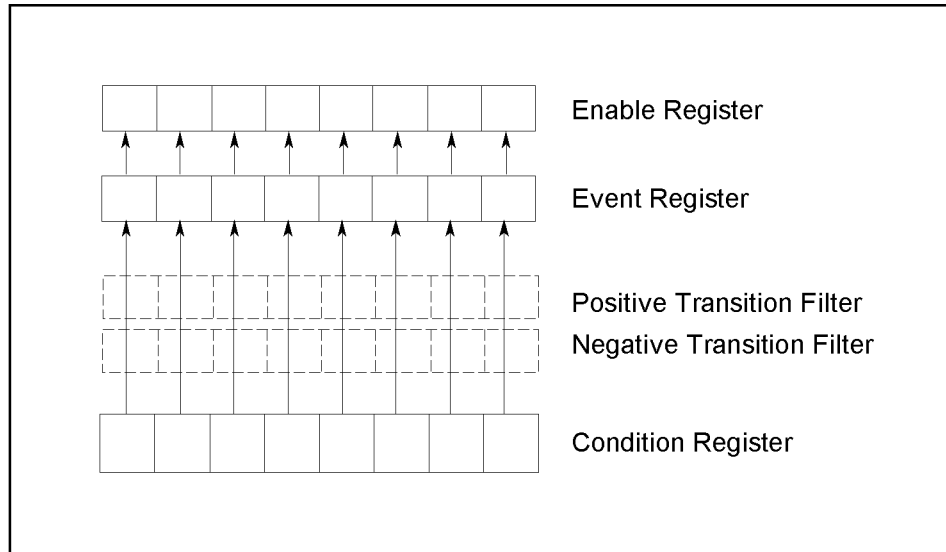 Enable Register
Event Register
Positive Transition Filter
Negative Transition Filter
Condition Register